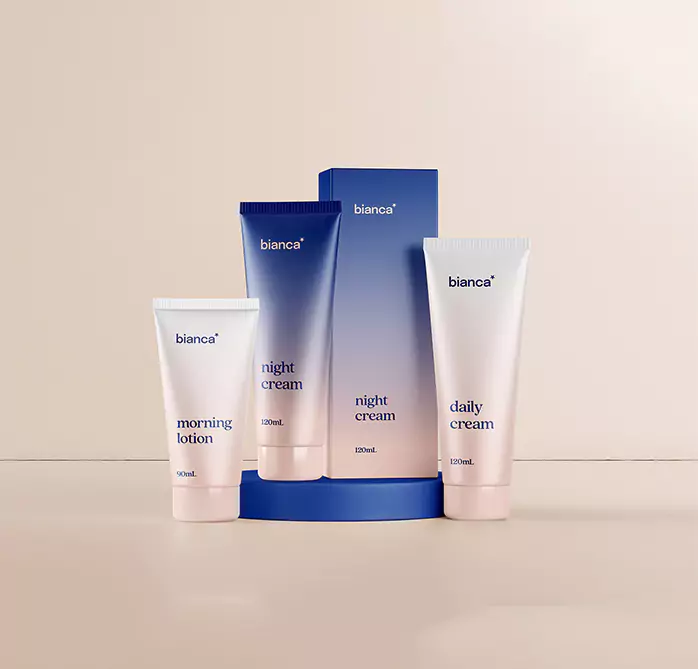 bianca*
morning
lotion
90mL
bianca*
night
cream
120mL
bianca*
night
cream
120mL
bianca*
daily
cream
120mL